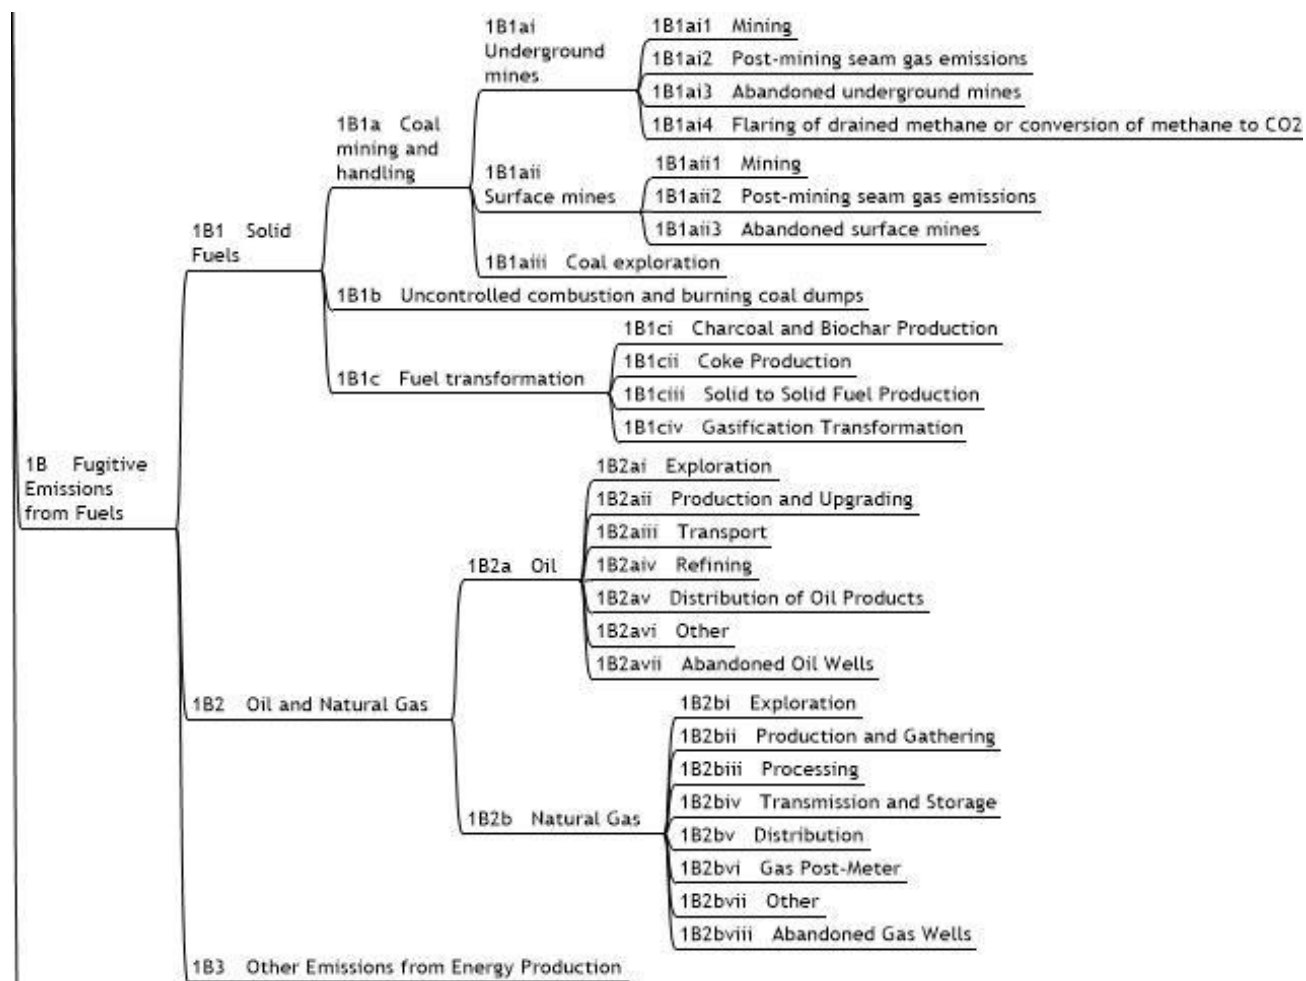 1B Fugitive
Emissions
from Fuels
1B1 Solid
Fuels
1B1a Coal
mining and
handling
1B1ai
Underground
mines
1B1ai1 Mining
1B1ai2 Post-mining seam gas emissions
1B1ai3 Abandoned underground mines
1B1ai4 Flaring of drained methane or conversion of methane to CO2
1B1aii
Surface mines
1B1aii1 Mining
1B1aii2 Post-mining seam gas emissions
1B1aii3 Abandoned surface mines
1B1aiii Coal exploration
1B1b Uncontrolled combustion and burning coal dumps
1B1c Fuel transformation
1B1ci Charcoal and Biochar Production
1B1cii Coke Production
1B1ciii Solid to Solid Fuel Production
1B1civ Gasification Transformation
1B2 Oil and Natural Gas
1B2a Oil
1B2ai Exploration
1B2aii Production and Upgrading
1B2aiii Transport
1B2aiv Refining
1B2av Distribution of Oil Products
1B2avi Other
1B2avii Abandoned Oil Wells
1B2b Natural Gas
1B2bi Exploration
1B2bii Production and Gathering
1B2biii Processing
1B2biv Transmission and Storage
1B2bv Distribution
1B2bvi Gas Post-Meter
1B2bvii Other
1B2bviii Abandoned Gas Wells
1B3 Other Emissions from Energy Production